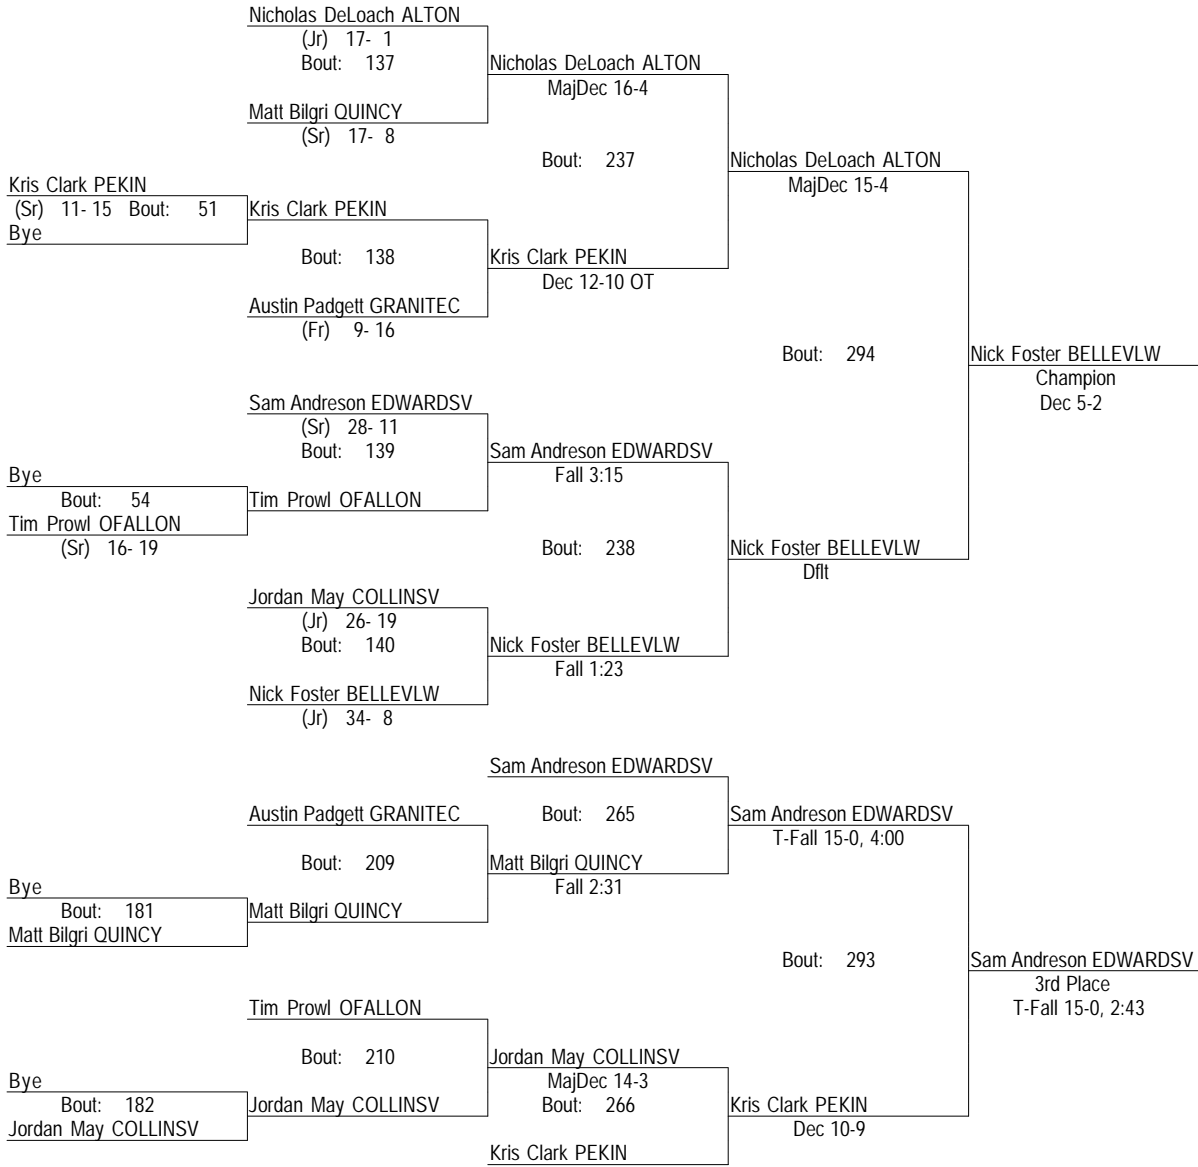 Nicholas DeLoach ALTON
(Jr) 17- 1
Bout: 137
Nicholas DeLoach ALTON
MajDec 16-4
Matt Bilgri QUINCY
(Sr) 17- 8
Bout: 237
Nicholas DeLoach ALTON
MajDec 15-4
Kris Clark PEKIN
(Sr) 11- 15 Bout: 51
Bye
Kris Clark PEKIN
Bout: 138
Kris Clark PEKIN
Dec 12-10 OT
Austin Padgett GRANITEC
(Fr) 9- 16
Bout: 294
Nick Foster BELLEVLW
Champion
Dec 5-2
Sam Andreson EDWARDSV
(Sr) 28- 11
Bout: 139
Sam Andreson EDWARDSV
Fall 3:15
Bye
Bout: 54
Tim Prowl OFALLON
(Sr) 16- 19
Tim Prowl OFALLON
Bout: 238
Nick Foster BELLEVLW
Dflt
Jordan May COLLINSV
(Jr) 26- 19
Bout: 140
Nick Foster BELLEVLW
Fall 1:23
Nick Foster BELLEVLW
(Jr) 34- 8
Sam Andreson EDWARDSV
Austin Padgett GRANITEC
Bout: 265
Sam Andreson EDWARDSV
T-Fall 15-0, 4:00
Bout: 209
Matt Bilgri QUINCY
Fall 2:31
Bye
Bout: 181
Matt Bilgri QUINCY
Matt Bilgri QUINCY
Bout: 293
Sam Andreson EDWARDSV
3rd Place
T-Fall 15-0, 2:43
Tim Prowl OFALLON
Bout: 210
Jordan May COLLINSV
MajDec 14-3
Bout: 266
Bye
Bout: 182
Jordan May COLLINSV
Jordan May COLLINSV
Kris Clark PEKIN
Dec 10-9
Kris Clark PEKIN